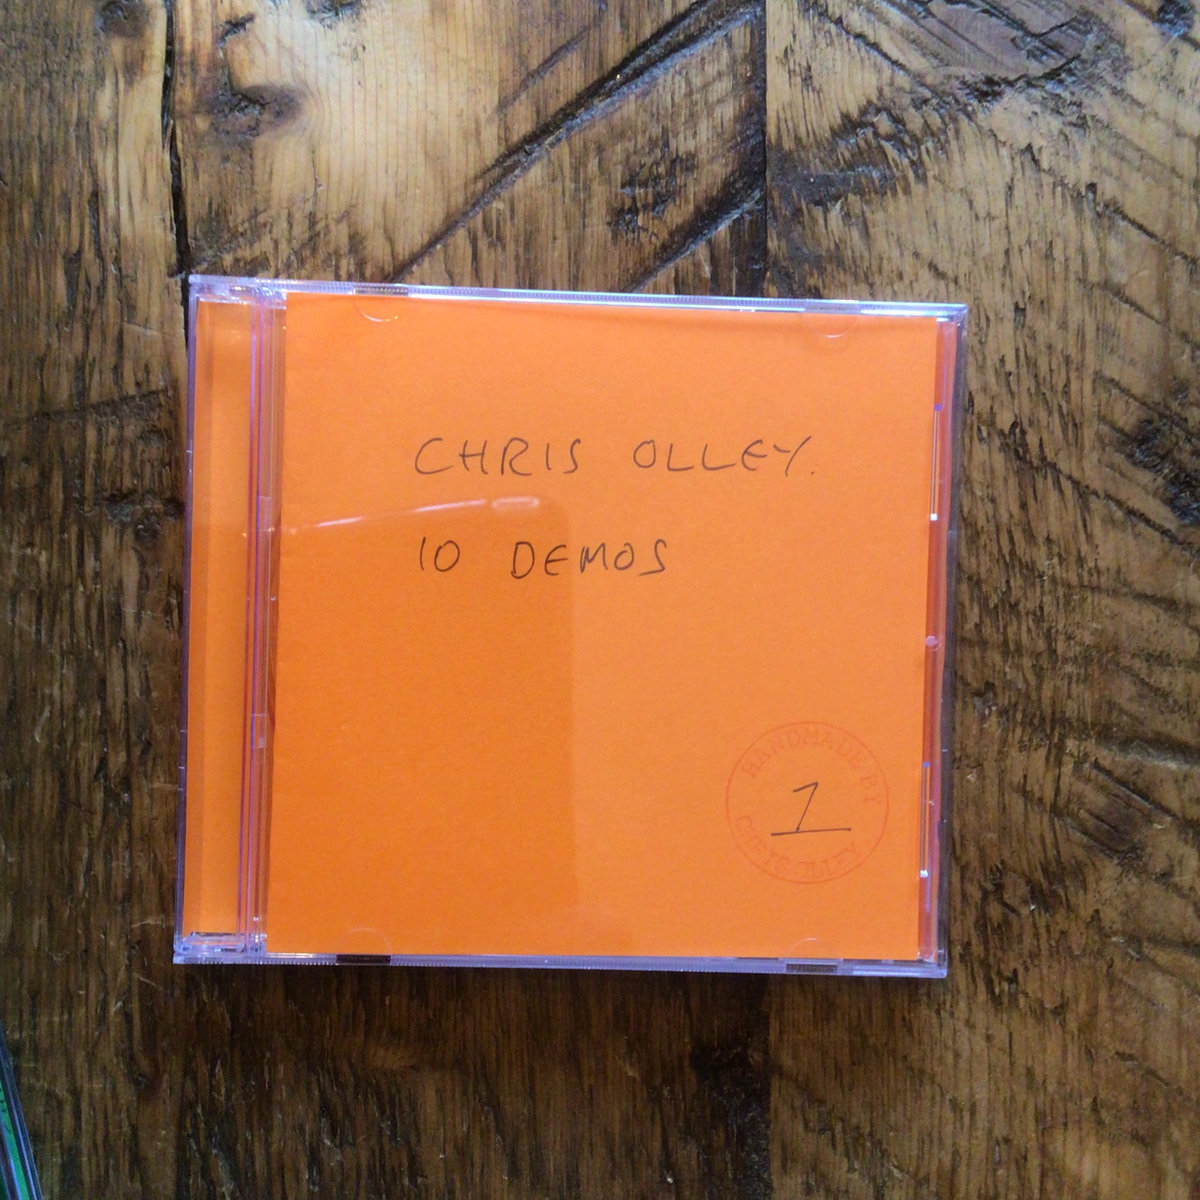 CHRIS OLLEY.
10 DEMOS
HANDMADE BY
1
CHRIS OLLEY